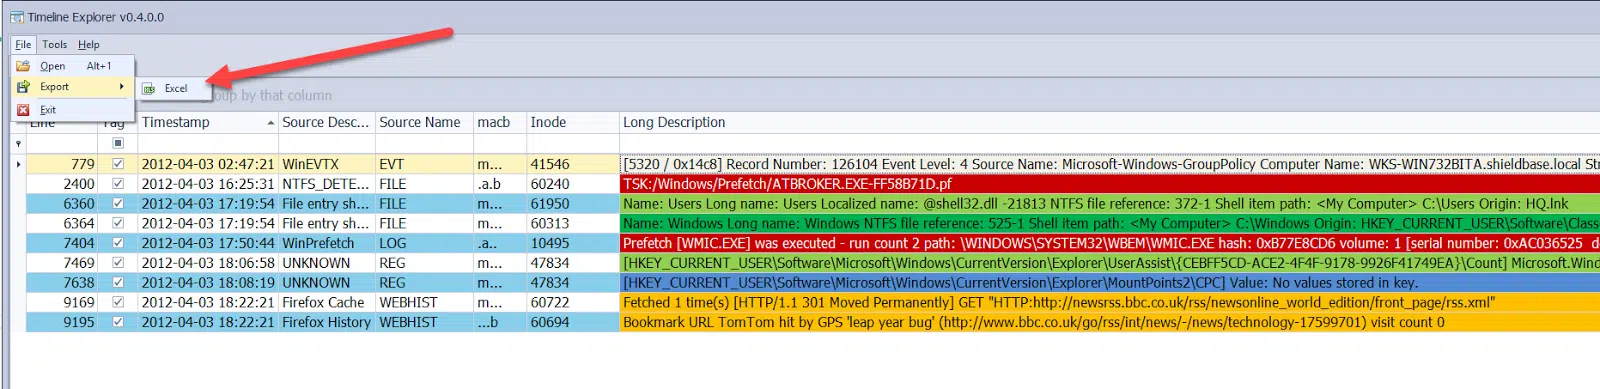 Timeline Explorer v0.4.0.0
File Tools Help
Open Alt+1
Export
Excel
oup by that column
Exit
Line Tag Timestamp Source Desc... Source Name macb Inode Long Description
779 2012-04-03 02:47:21 WinEVTX EVT m... 41546 [5320 / 0x14c8] Record Number: 126104 Event Level: 4 Source Name: Microsoft-Windows-GroupPolicy Computer Name: WKS-WIN732BITA.shieldbase.local Str
2400 2012-04-03 16:25:31 NTFS_DETE... FILE .a.b 60240 TSK:/Windows/Prefetch/ATBROKER.EXE-FF58B71D.pf
6360 2012-04-03 17:19:54 File entry sh... FILE m... 61950 Name: Users Long name: Users Localized name: @shell32.dll -21813 NTFS file reference: 372-1 Shell item path: <My Computer> C:\Users Origin: HQ.lnk
6364 2012-04-03 17:19:54 File entry sh... FILE m... 60313 Name: Windows Long name: Windows NTFS file reference: 525-1 Shell item path: <My Computer> C:\Windows Origin: HKEY_CURRENT_USER\Software\Class
7404 2012-04-03 17:50:44 WinPrefetch LOG .a.. 10495 Prefetch [WMIC.EXE] was executed - run count 2 path: \WINDOWS\SYSTEM32\WBEM\WMIC.EXE hash: 0xB77E8CD6 volume: 1 [serial number: 0xAC036525 de
7469 2012-04-03 18:06:58 UNKNOWN REG m... 47834 [HKEY_CURRENT_USER\Software\Microsoft\Windows\CurrentVersion\Explorer\UserAssist\{CEBFF5CD-ACE2-4F4F-9178-9926F41749EA}\Count] Microsoft.Windo
7638 2012-04-03 18:08:19 UNKNOWN REG m... 47834 [HKEY_CURRENT_USER\Software\Microsoft\Windows\CurrentVersion\Explorer\MountPoints2\CPC] Value: No values stored in key.
9169 2012-04-03 18:22:21 Firefox Cache WEBHIST m... 60722 Fetched 1 time(s) [HTTP/1.1 301 Moved Permanently] GET "HTTP:http://newsrss.bbc.co.uk/rss/newsonline_world_edition/front_page/rss.xml"
9195 2012-04-03 18:22:21 Firefox History WEBHIST ...b 60694 Bookmark URL TomTom hit by GPS 'leap year bug' (http://www.bbc.co.uk/go/rss/int/news/-/news/technology-17599701) visit count 0